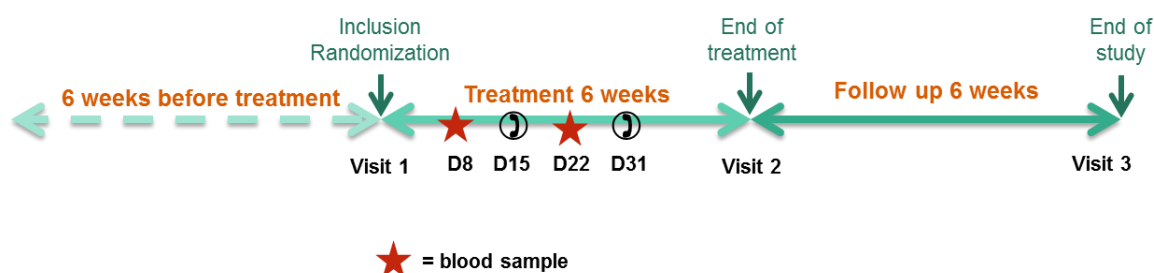 Inclusion
Randomization
End of
treatment
End of
study
6 weeks before treatment
Treatment 6 weeks
Follow up 6 weeks
Visit 1
D8
D15
D22
D31
Visit 2
Visit 3
= blood sample